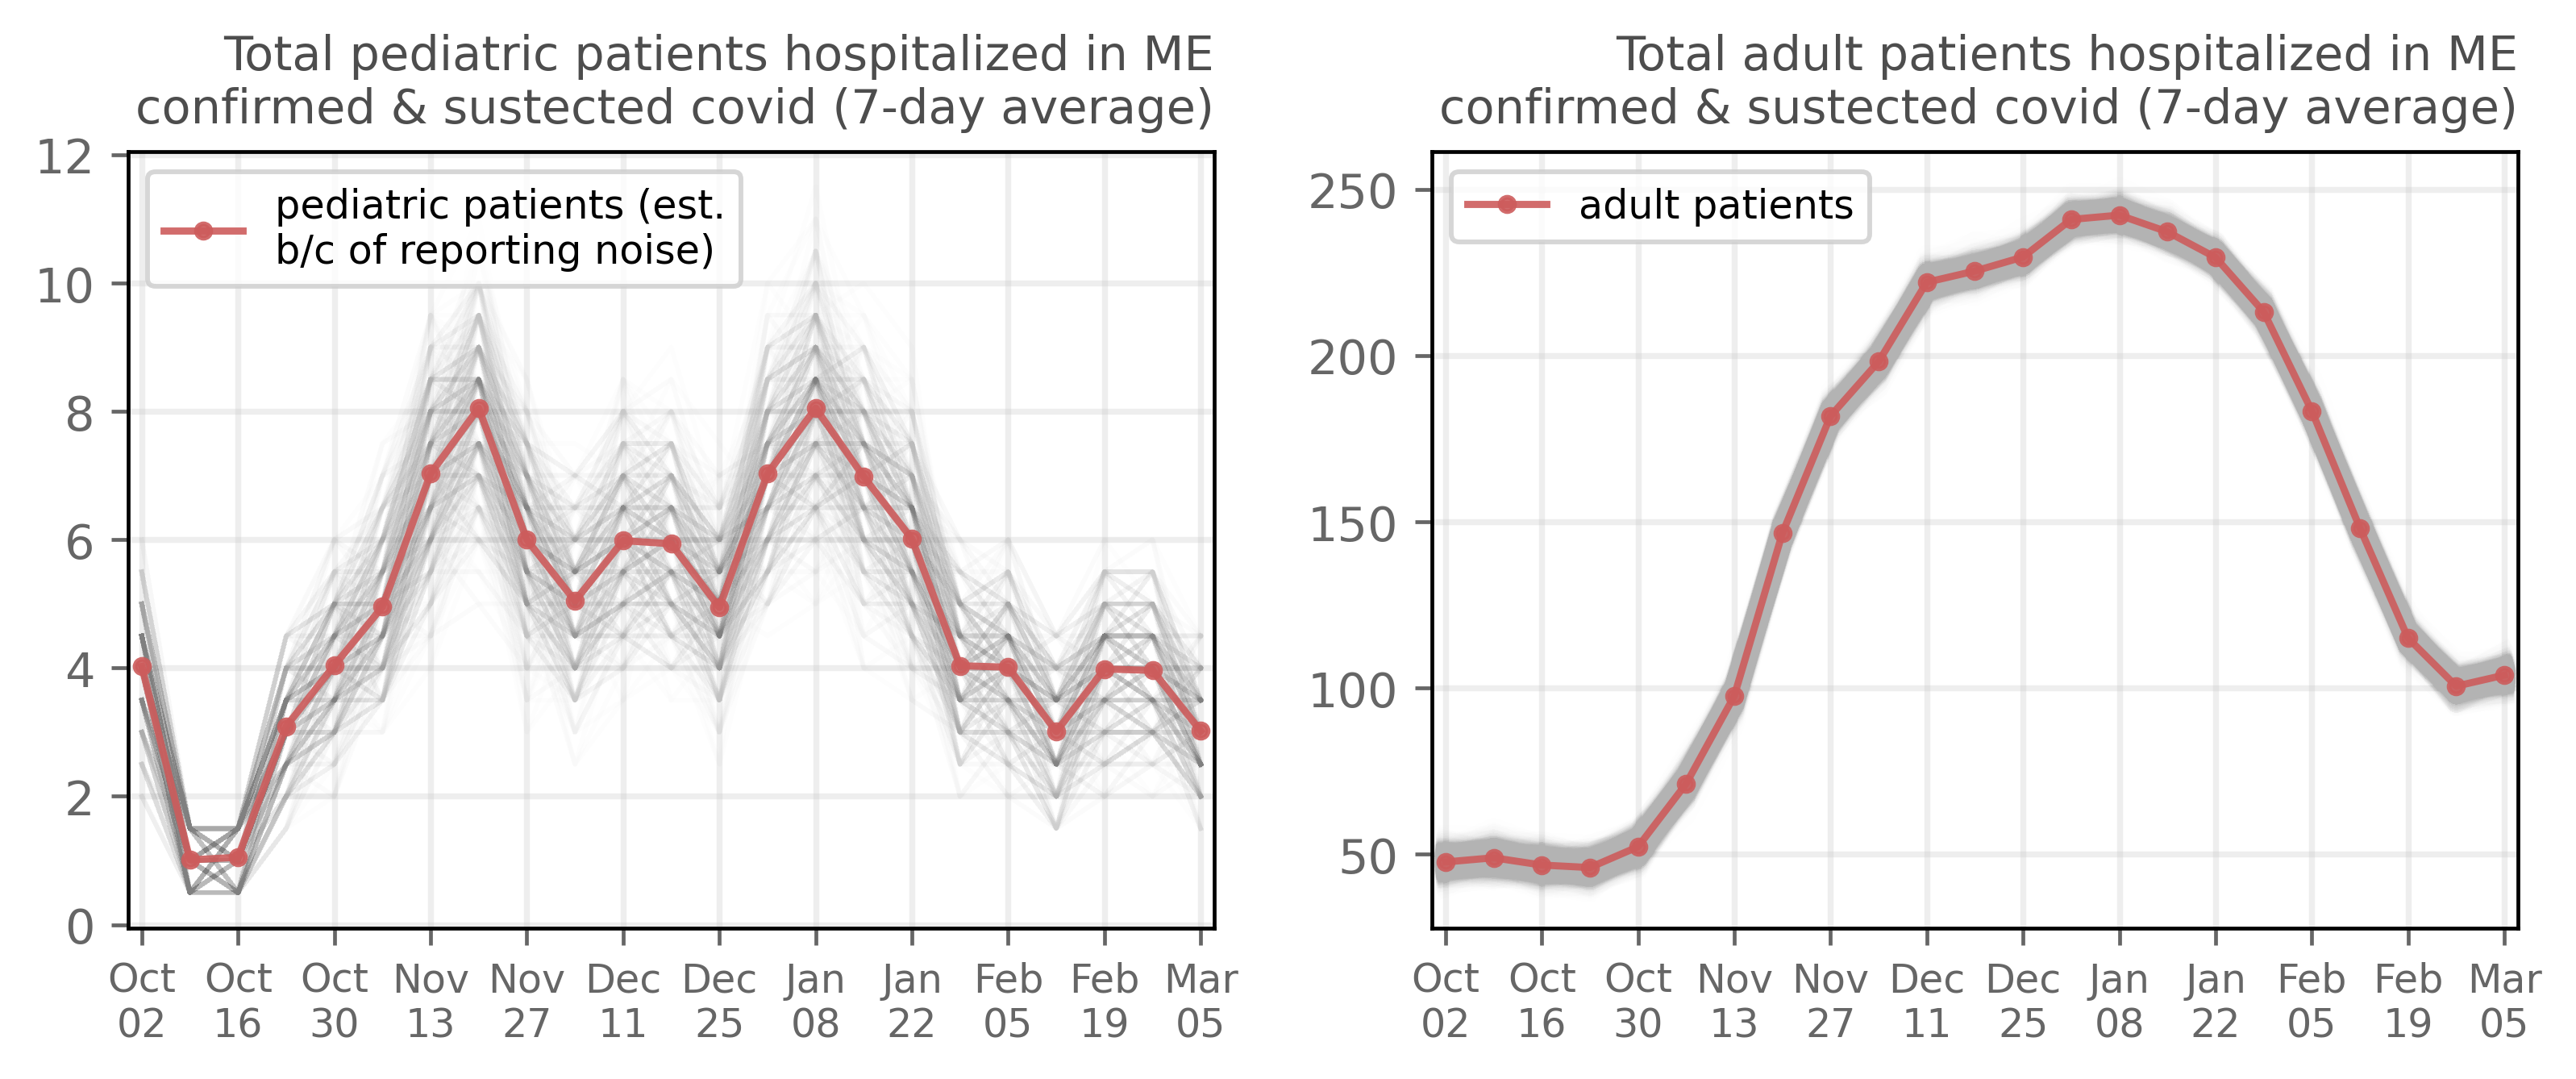 Total pediatric patients hospitalized in ME
confirmed & sustected covid (7-day average)
12
10
8
6
4
2
0
pediatric patients (est.
b/c of reporting noise)
Oct Oct Oct Nov Nov Dec Dec Jan Jan Feb Feb Mar
02 16 30 13 27 11 25 08 22 05 19 05
Total adult patients hospitalized in ME
confirmed & sustected covid (7-day average)
250
200
150
100
50
adult patients
Oct Oct Oct Nov Nov Dec Dec Jan Jan Feb Feb Mar
02 16 30 13 27 11 25 08 22 05 19 05